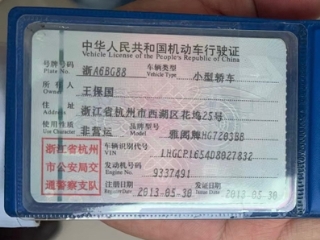 中华人民共和国机动车行驶证
Vehicle License of the People's Republic of China
号牌号码 浙A6BG88 车辆类型 小型轿车
Plate No. Vehicle Type
所有人 王保国
Owner
住址 浙江省杭州市西湖区花坞25号
Address
使用性质 非营运 品牌型号 雅阁牌HG7203BB
Use Character Model
浙江省杭州
市公安局交
通警察支队
车辆识别代号 LHGCP1654D8027832
VIN
发动机号码 9337491
Engine No.
注册日期 2013-05-30 发证日期 2013-05-30
Register Date Issue Date